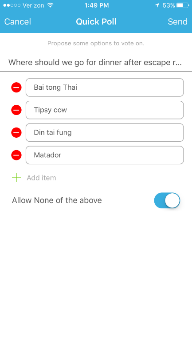 Verizon 1:48 PM 53%
Cancel Quick Poll Send
Propose some options to vote on.
Where should we go for dinner after escape r...
Bai tong Thai
Tipsy cow
Din tai fung
Matador
Add item
Allow None of the above